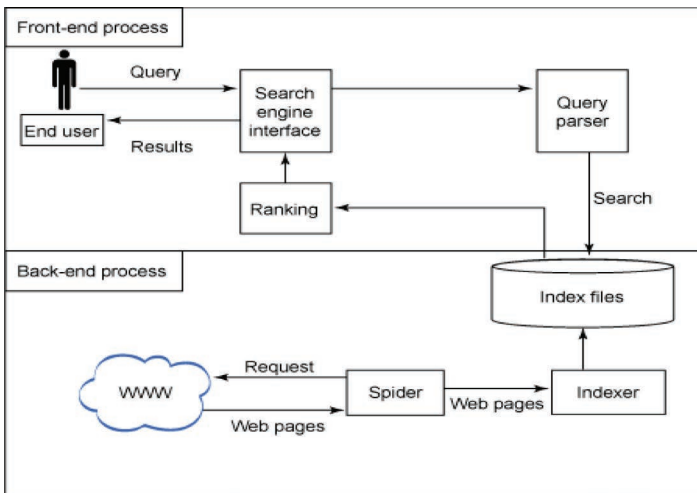 Front-end process
Query
End user
Results
Search
engine
interface
Query
parser
Ranking
Search
Back-end process
Index files
WWW
Request
Web pages
Spider
Web pages
Indexer